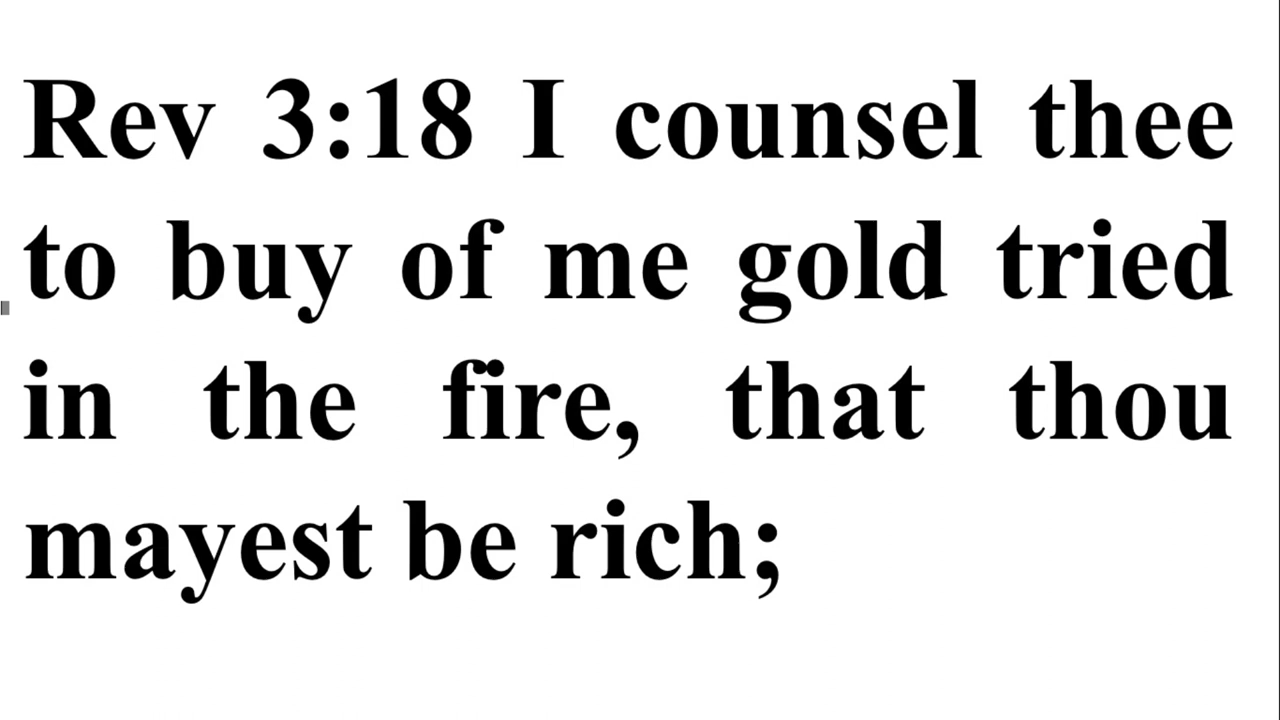 Rev 3:18 I counsel thee
to buy of me gold tried
in the fire, that thou
mayest be rich;